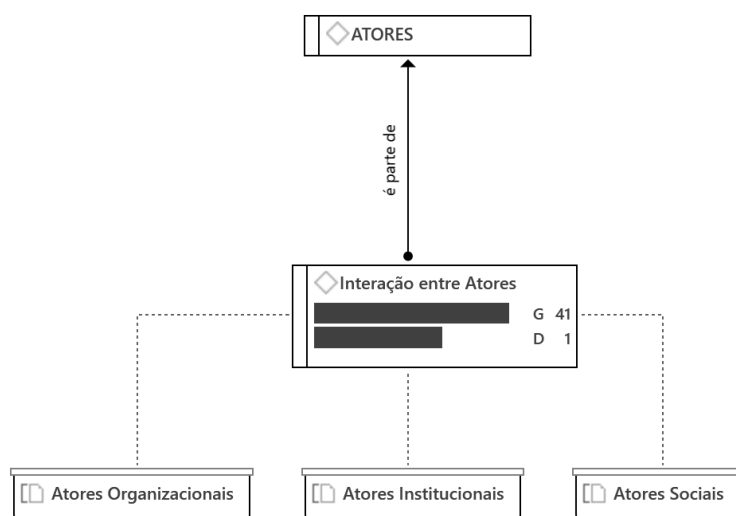 ATORES
é parte de
Interação entre Atores
G 41
D 1
Atores Organizacionais
Atores Institucionais
Atores Sociais